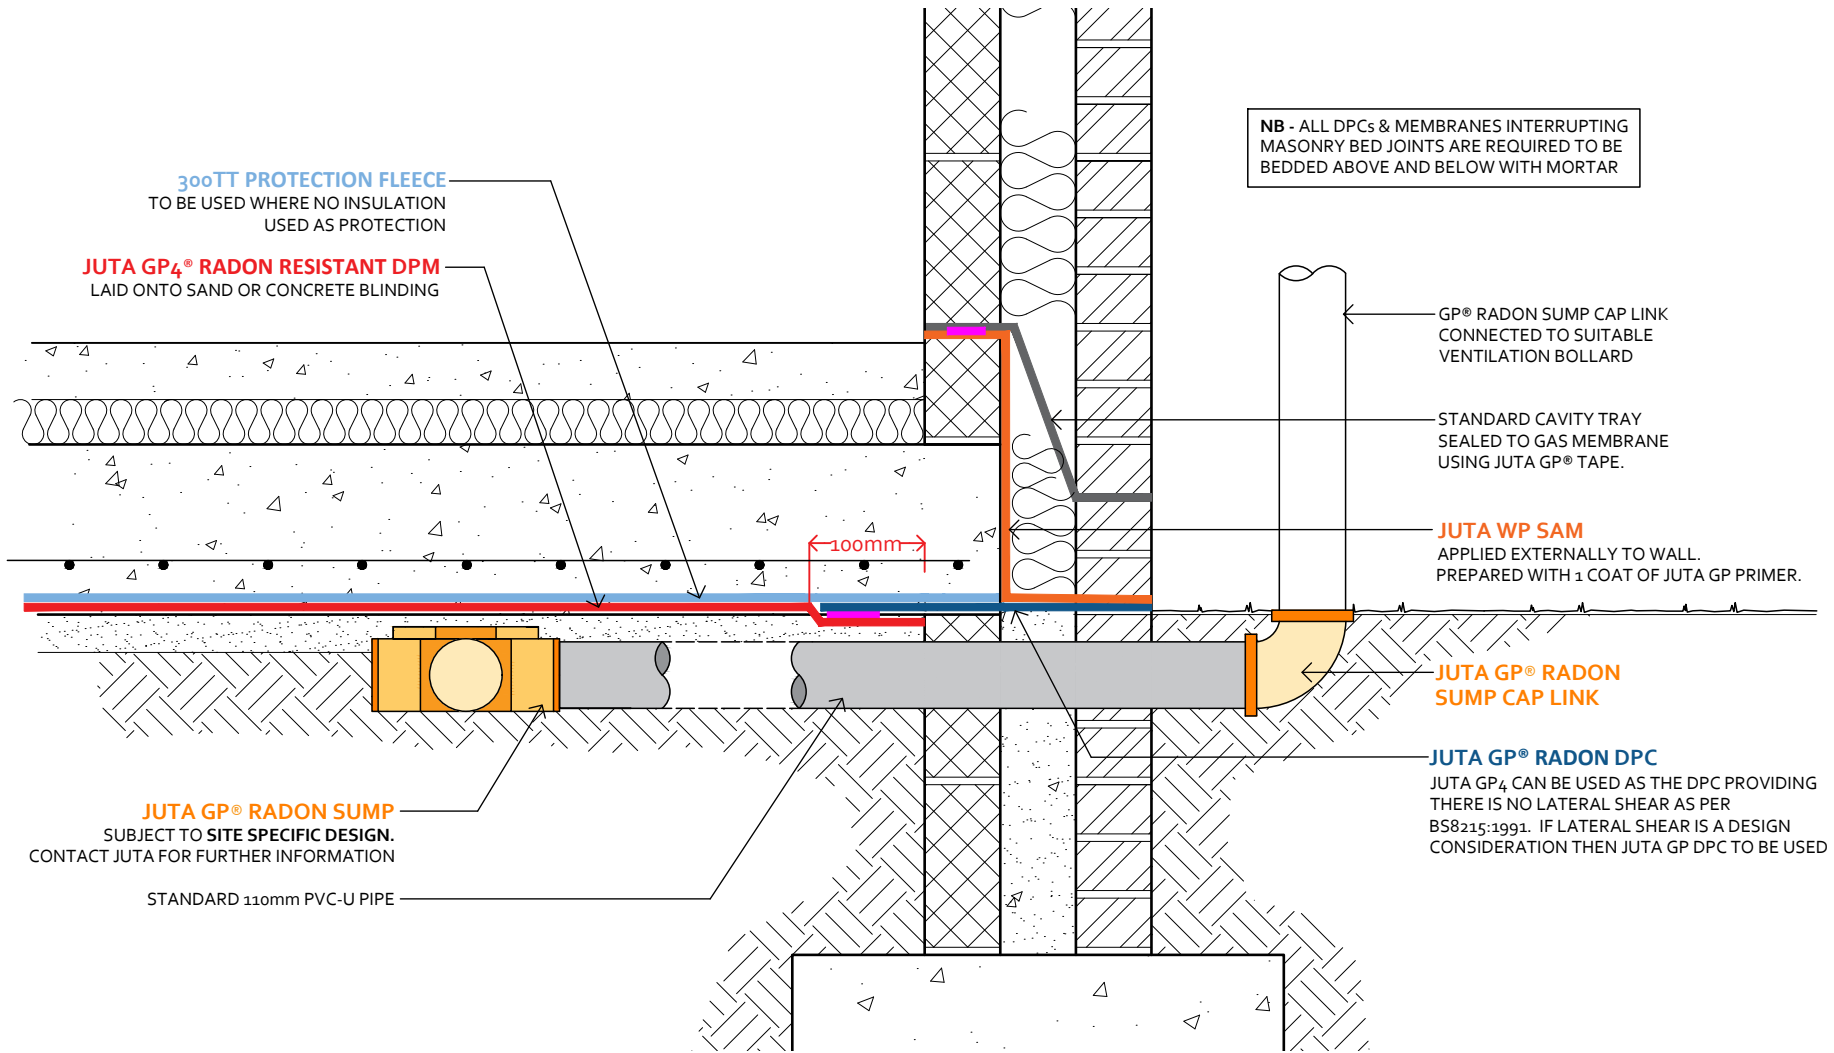 300TT PROTECTION FLEECE
TO BE USED WHERE NO INSULATION
USED AS PROTECTION
JUTA GP4® RADON RESISTANT DPM
LAID ONTO SAND OR CONCRETE BLINDING
NB - ALL DPCs & MEMBRANES INTERRUPTING
MASONRY BED JOINTS ARE REQUIRED TO BE
BEDDED ABOVE AND BELOW WITH MORTAR
GP® RADON SUMP CAP LINK
CONNECTED TO SUITABLE
VENTILATION BOLLARD
STANDARD CAVITY TRAY
SEALED TO GAS MEMBRANE
USING JUTA GP® TAPE.
JUTA WP SAM
APPLIED EXTERNALLY TO WALL.
PREPARED WITH 1 COAT OF JUTA GP PRIMER.
100mm
JUTA GP® RADON
SUMP CAP LINK
JUTA GP® RADON DPC
JUTA GP4 CAN BE USED AS THE DPC PROVIDING
THERE IS NO LATERAL SHEAR AS PER
BS8215:1991. IF LATERAL SHEAR IS A DESIGN
CONSIDERATION THEN JUTA GP DPC TO BE USED
JUTA GP® RADON SUMP
SUBJECT TO SITE SPECIFIC DESIGN.
CONTACT JUTA FOR FURTHER INFORMATION
STANDARD 110mm PVC-U PIPE